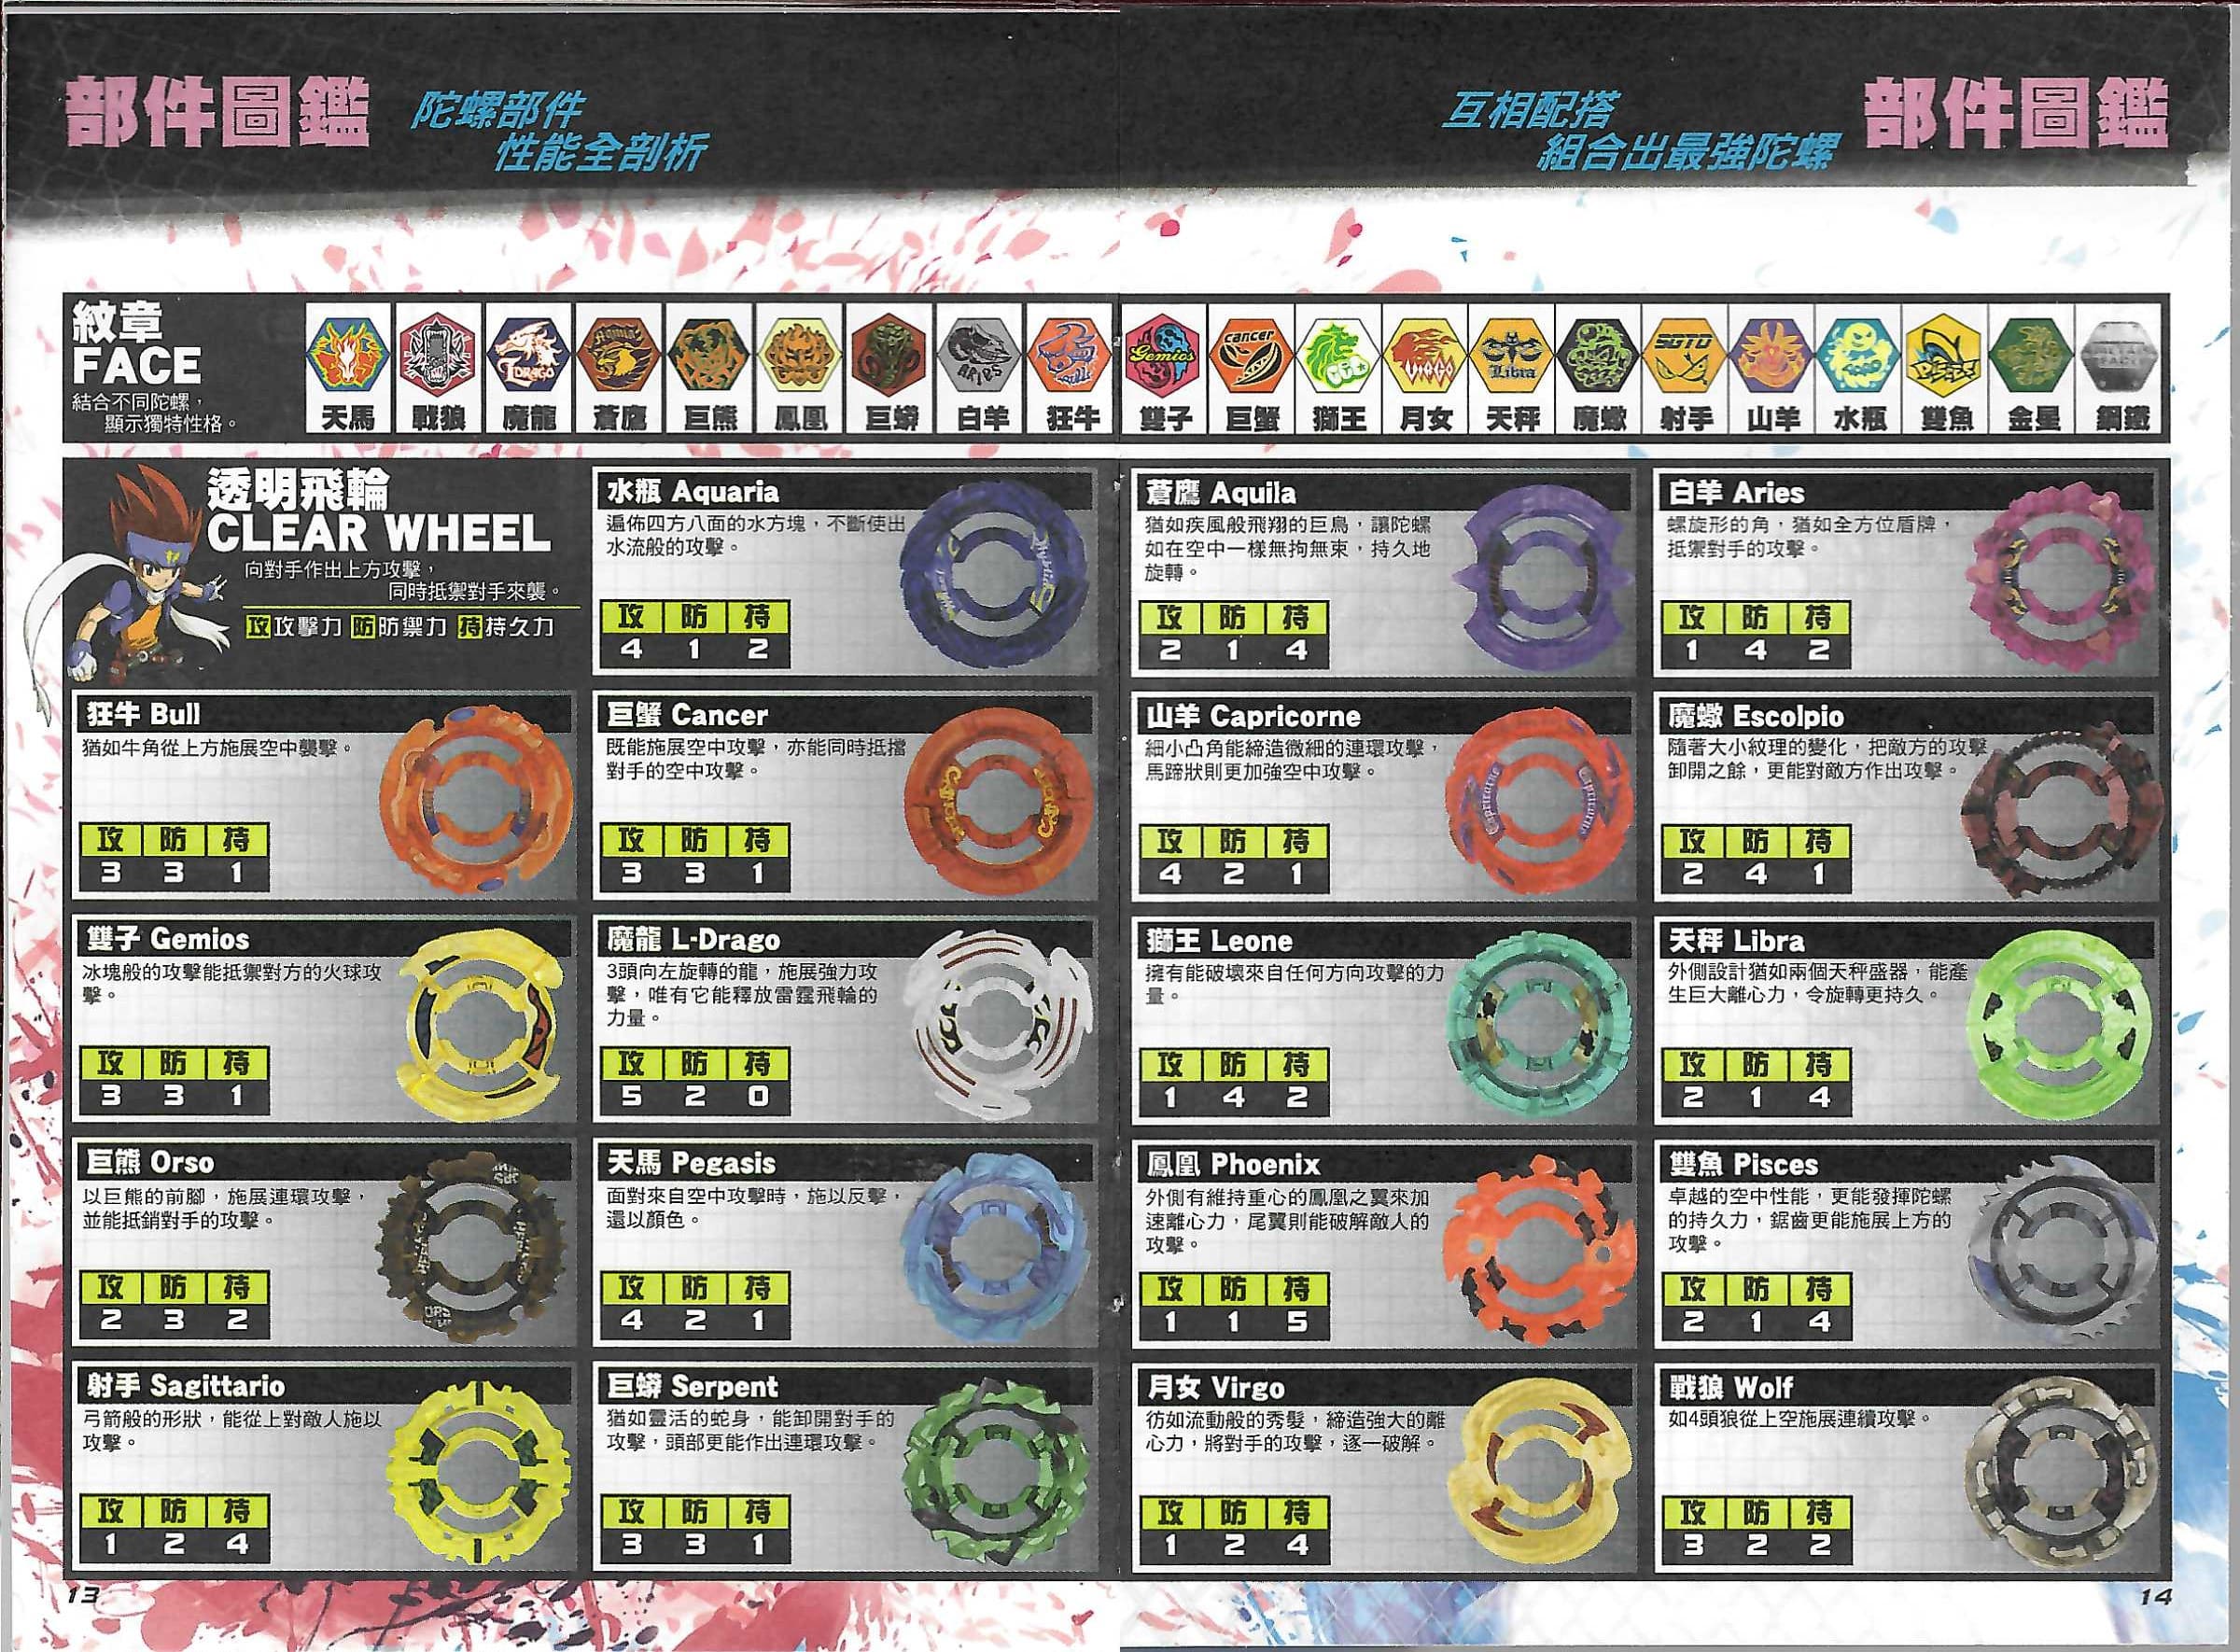 部件圖鑑
陀螺部件
性能全剖析
互相配搭
組合出最強陀螺
部件圖鑑
紋章
FACE
結合不同陀螺，
顯示獨特性格。
天馬
戰狼
魔龍
蒼鷹
巨熊
鳳凰
巨蟒
白羊
狂牛
雙子
巨蟹
獅王
月女
天秤
魔蠍
射手
山羊
水瓶
雙魚
金星
鋼鐵
DRAGO
Aquila
ARIES
Bull
Gemios
cancer
VIRGO
Libra
SGTO
透明飛輪
CLEAR WHEEL
向對手作出上方攻擊，
同時抵禦對手來襲。
攻攻擊力 防防禦力 持持久力
水瓶 Aquaria
遍佈四方八面的水方塊，不斷使出
水流般的攻擊。
攻 防 持
4 1 2
狂牛 Bull
猶如牛角從上方施展空中襲擊。
攻 防 持
3 3 1
巨蟹 Cancer
既能施展空中攻擊，亦能同時抵擋
對手的空中攻擊。
攻 防 持
3 3 1
雙子 Gemios
冰塊般的攻擊能抵禦對方的火球攻
擊。
攻 防 持
3 3 1
魔龍 L-Drago
3頭向左旋轉的龍，施展強力攻
擊，唯有它能釋放雷霆飛輪的
力量。
攻 防 持
5 2 0
巨熊 Orso
以巨熊的前腳，施展連環攻擊，
並能抵銷對手的攻擊。
攻 防 持
2 3 2
天馬 Pegasis
面對來自空中攻擊時，施以反擊，
還以顏色。
攻 防 持
4 2 1
射手 Sagittario
弓箭般的形狀，能從上對敵人施以
攻擊。
攻 防 持
1 2 4
巨蟒 Serpent
猶如靈活的蛇身，能卸開對手的
攻擊，頭部更能作出連環攻擊。
攻 防 持
3 3 1
13
蒼鷹 Aquila
猶如疾風般飛翔的巨鳥，讓陀螺
如在空中一樣無拘無束，持久地
旋轉。
攻 防 持
2 1 4
白羊 Aries
螺旋形的角，猶如全方位盾牌，
抵禦對手的攻擊。
攻 防 持
1 4 2
山羊 Capricorne
細小凸角能締造微細的連環攻擊，
馬蹄狀則更加強空中攻擊。
攻 防 持
4 2 1
Capricorne
魔蠍 Escolpio
隨著大小紋理的變化，把敵方的攻擊
卸開之餘，更能對敵方作出攻擊。
攻 防 持
2 4 1
獅王 Leone
擁有能破壞來自任何方向攻擊的力
量。
攻 防 持
1 4 2
天秤 Libra
外側設計猶如兩個天秤盛器，能產
生巨大離心力，令旋轉更持久。
攻 防 持
2 1 4
鳳凰 Phoenix
外側有維持重心的鳳凰之翼來加
速離心力，尾翼則能破解敵人的
攻擊。
攻 防 持
1 1 5
雙魚 Pisces
卓越的空中性能，更能發揮陀螺
的持久力，鋸齒更能施展上方的
攻擊。
攻 防 持
2 1 4
月女 Virgo
彷如流動般的秀髮，締造強大的離
心力，將對手的攻擊，逐一破解。
攻 防 持
1 2 4
戰狼 Wolf
如4頭狼從上空施展連續攻擊。
攻 防 持
3 2 2
14